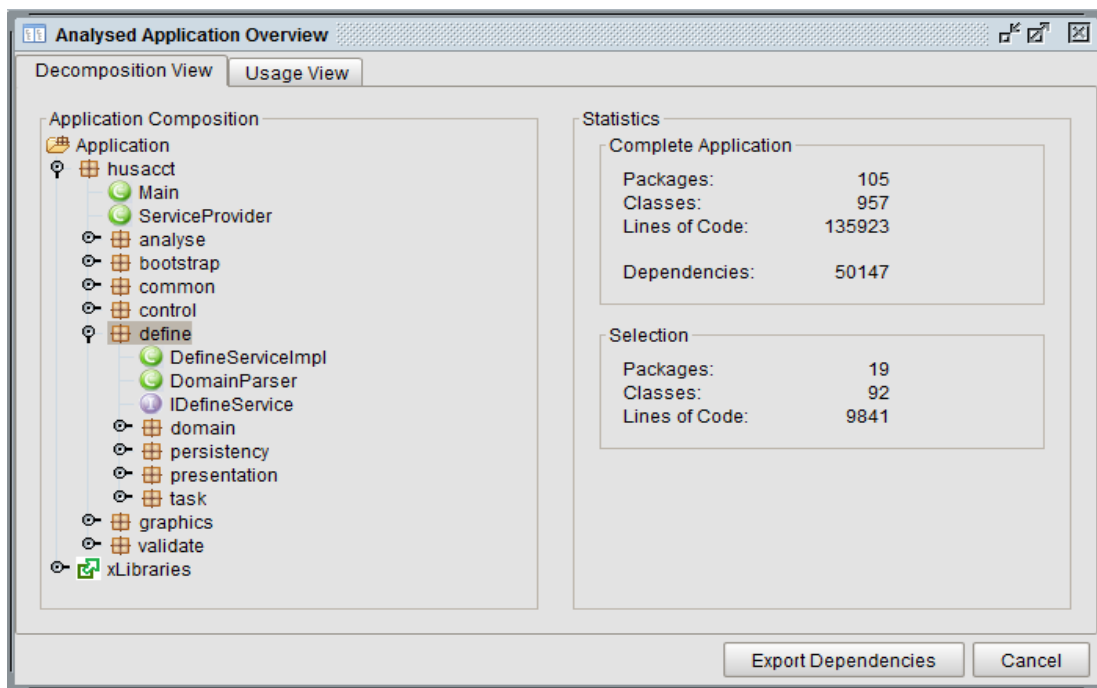 Analysed Application Overview
Decomposition View
Usage View
Application Composition
Application
husacct
Main
ServiceProvider
analyse
bootstrap
common
control
define
DefineServiceImpl
DomainParser
IDefineService
domain
persistency
presentation
task
graphics
validate
xLibraries
Statistics
Complete Application
Packages: 105
Classes: 957
Lines of Code: 135923
Dependencies: 50147
Selection
Packages: 19
Classes: 92
Lines of Code: 9841
Export Dependencies
Cancel